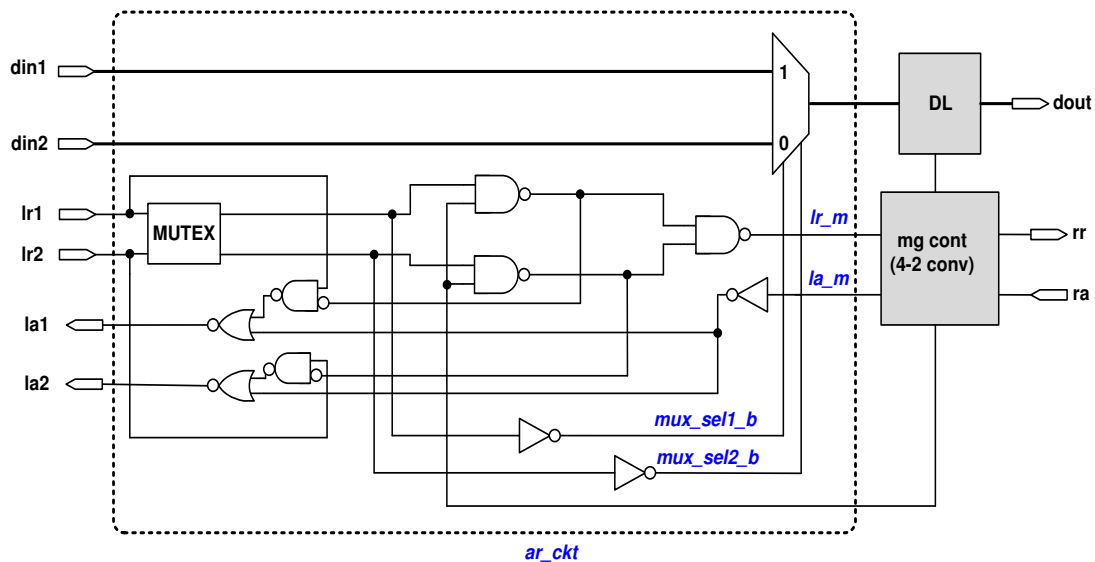 din1
1
DL
dout
din2
0
lr1
MUTEX
lr_m
mg cont
(4-2 conv)
rr
lr2
la_m
ra
la1
la2
mux_sel1_b
mux_sel2_b
ar_ckt